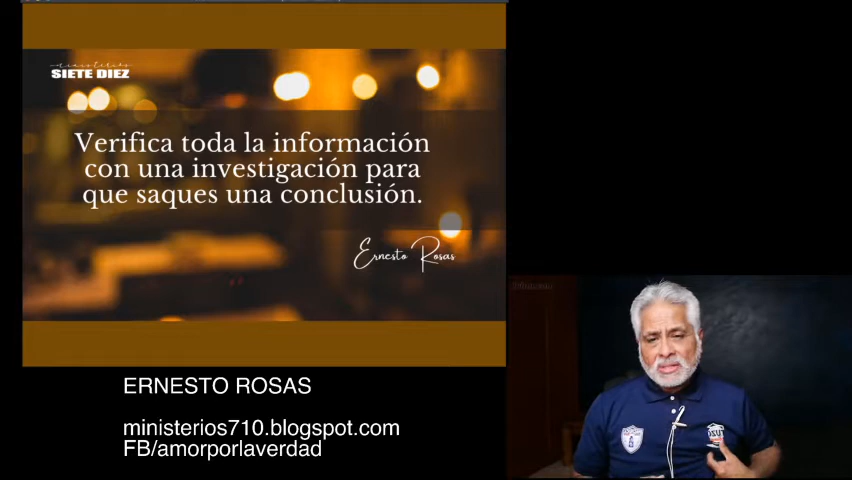 ministerios
SIETE DIEZ
Verifica toda la información
con una investigación para
que saques una conclusión.
Ernesto Rosas
ERNESTO ROSAS
ministerios710.blogspot.com
FB/amorporlaverdad